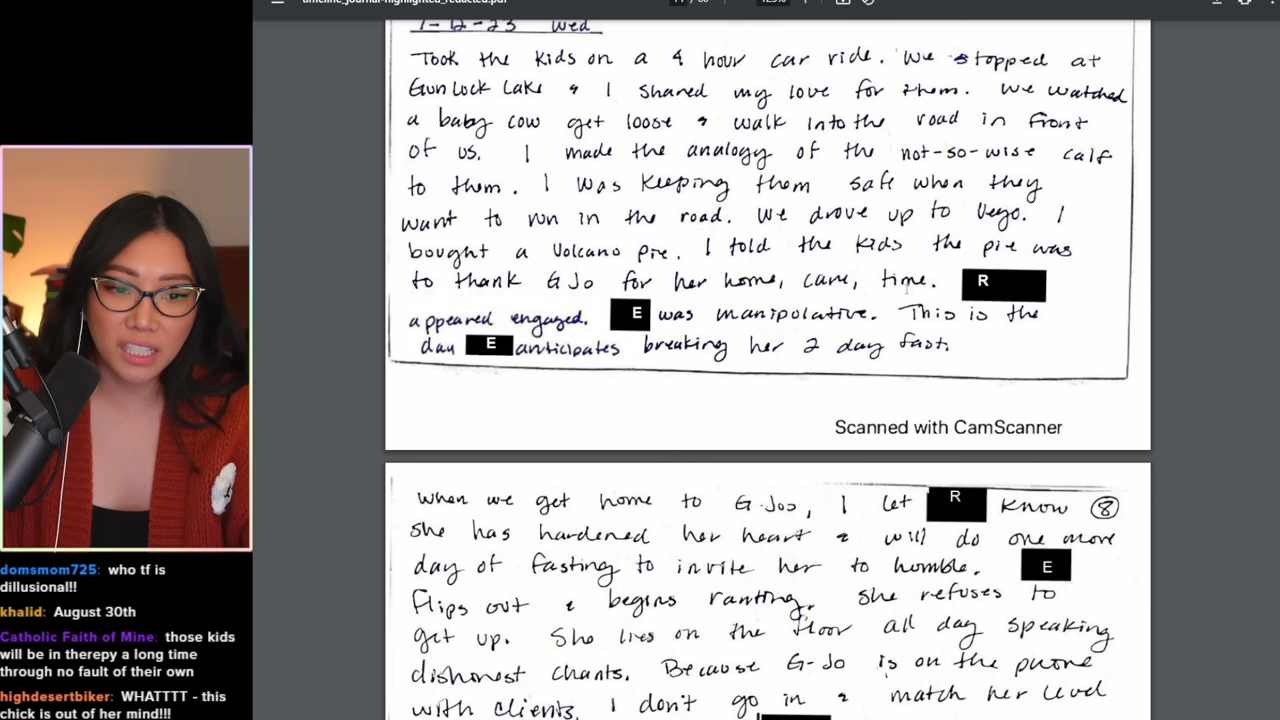 timeline_journal-highlighted_redacted.pdf
7-12-23 Wed
Took the kids on a 4 hour car ride. We stopped at
Gunlock Lake & I shared my love for them. We watched
a baby cow get loose & walk into the road in front
of us. I made the analogy of the not-so-wise calf
to them. I was keeping them safe when they
want to run in the road. We drove up to Veyo. I
bought a Volcano Pie. I told the kids the pie was
to thank G Jo for her home, care, time. R
appeared engaged. E was manipulative. This is the
day E anticipates breaking her 2 day fast.
Scanned with CamScanner
When we get home to G-Jos, I let R know 8
she has hardened her heart & will do one more
day of fasting to invite her to humble. E
flips out & begins ranting. She refuses to
get up. She lies on the floor all day speaking
dishonest chants. Because G-Jo is on the phone
with clients, I don't go in & match her level
domsmom725: who tf is
dillusional!!
khalid: August 30th
Catholic Faith of Mine: those kids
will be in therepy a long time
through no fault of their own
highdesertbiker: WHATTTT - this
chick is out of her mind!!!